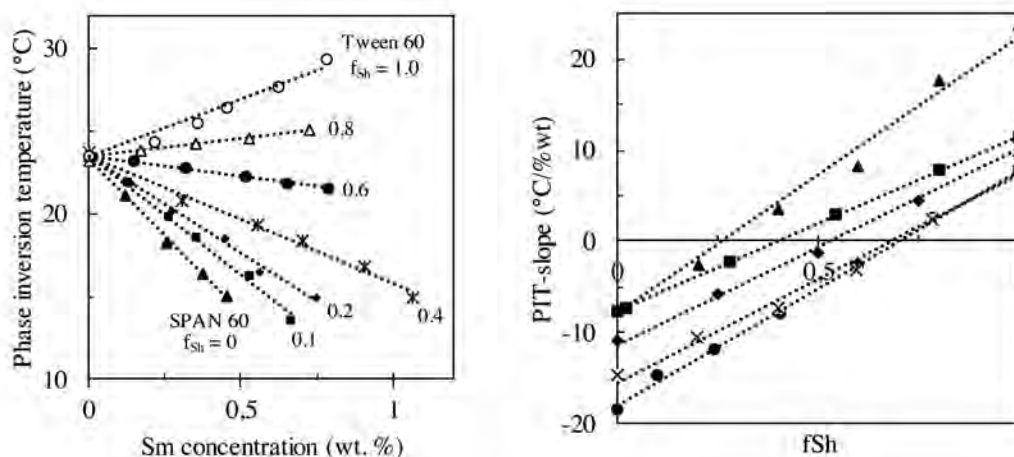 Phase inversion temperature (°C)
30
20
10
Tween 60
f_Sh = 1.0
0.8
0.6
0.4
0.2
0.1
SPAN 60
f_Sh = 0
0
0,5
1
Sm concentration (wt. %)
PIT-slope (°C/%wt)
20
10
0
-10
-20
0
0,5
fSh